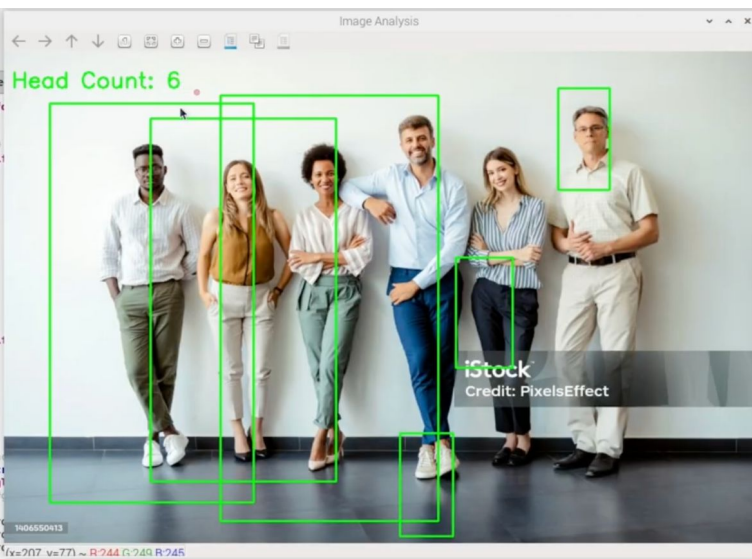 Image Analysis
Head Count: 6
iStock
Credit: PixelsEffect
1406550413
(x=207, y=77) ~ R:244 G:249 B:245